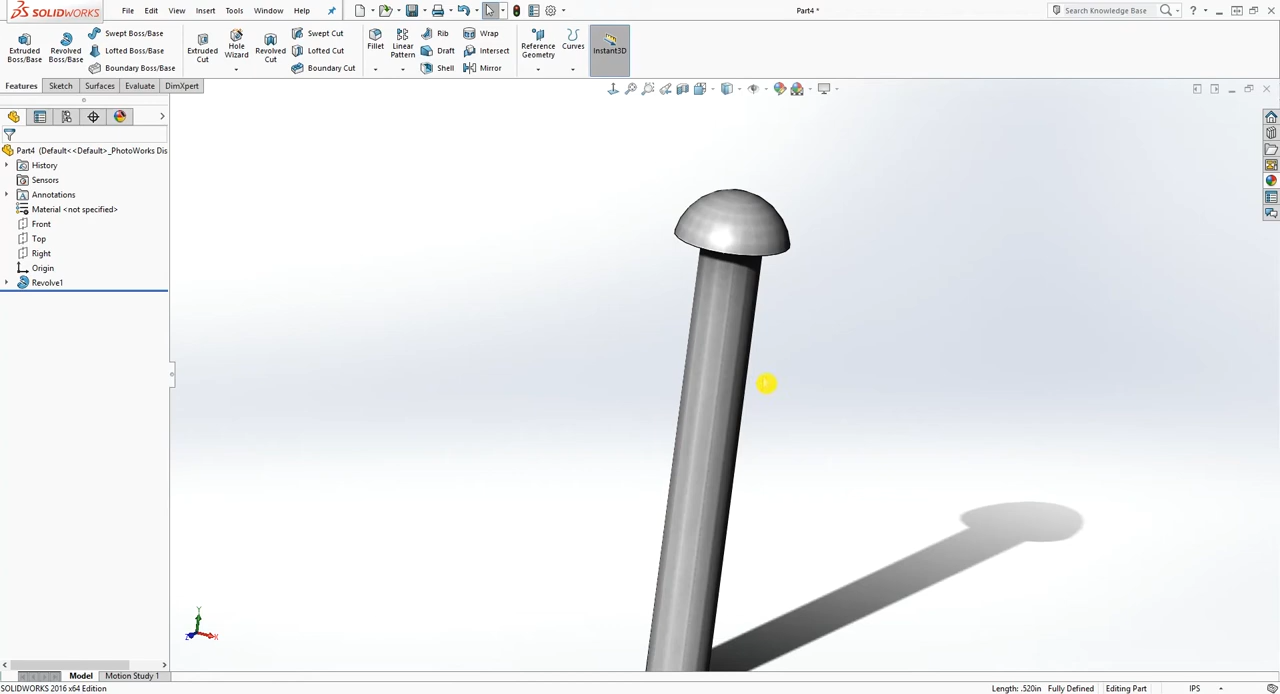 SOLIDWORKS File Edit View Insert Tools Window Help Part4 * Search Knowledge Base
Extruded Boss/Base
Revolved Boss/Base
Swept Boss/Base
Lofted Boss/Base
Boundary Boss/Base
Extruded Cut
Hole Wizard
Revolved Cut
Swept Cut
Lofted Cut
Boundary Cut
Fillet
Linear Pattern
Rib
Draft
Shell
Wrap
Intersect
Mirror
Reference Geometry
Curves
Instant3D
Features Sketch Surfaces Evaluate DimXpert
Part4 (Default<<Default>_PhotoWorks Dis
History
Sensors
Annotations
Material <not specified>
Front
Top
Right
Origin
Revolve1
Y
Z X
Model Motion Study 1
SOLIDWORKS 2016 x64 Edition Length: .520in Fully Defined Editing Part IPS